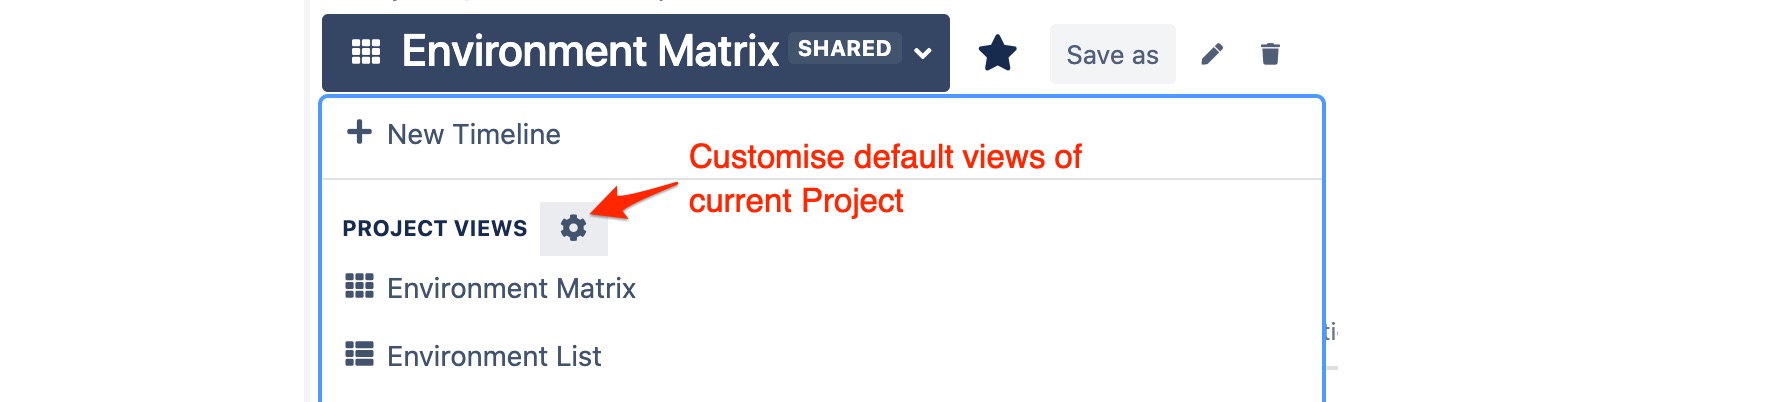 Environment Matrix SHARED
Save as
New Timeline
Customise default views of
current Project
PROJECT VIEWS
Environment Matrix
Environment List